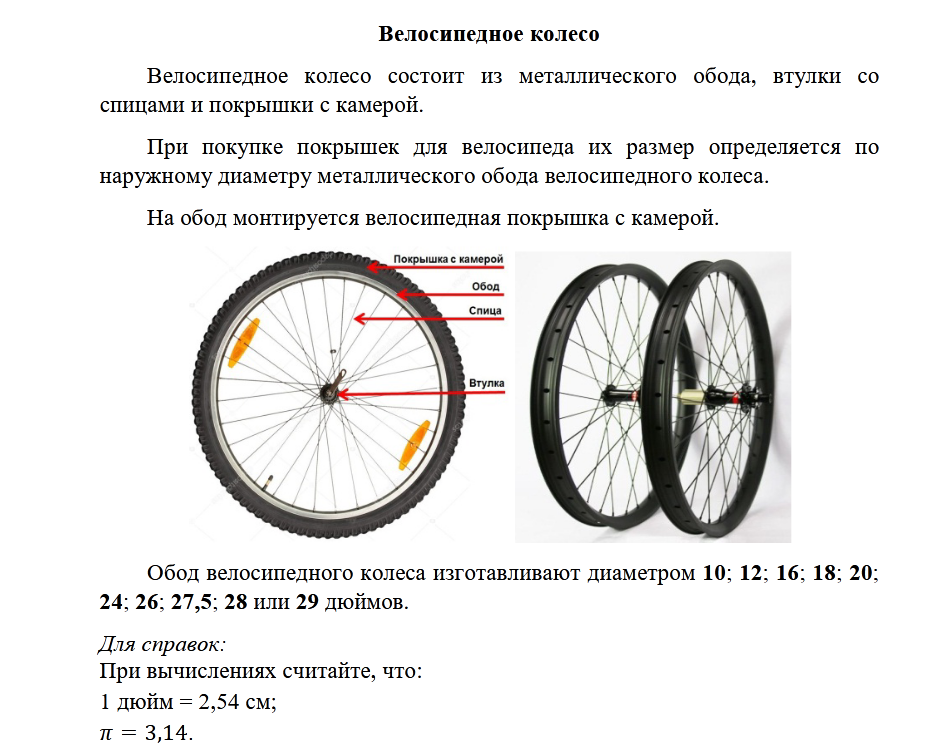 Велосипедное колесо
Велосипедное колесо состоит из металлического обода, втулки со
спицами и покрышки с камерой.
При покупке покрышек для велосипеда их размер определяется по
наружному диаметру металлического обода велосипедного колеса.
На обод монтируется велосипедная покрышка с камерой.
Покрышка с камерой
Обод
Спица
Втулка
Обод велосипедного колеса изготавливают диаметром 10; 12; 16; 18; 20;
24; 26; 27,5; 28 или 29 дюймов.
Для справок:
При вычислениях считайте, что:
1 дюйм = 2,54 см;
π = 3,14.